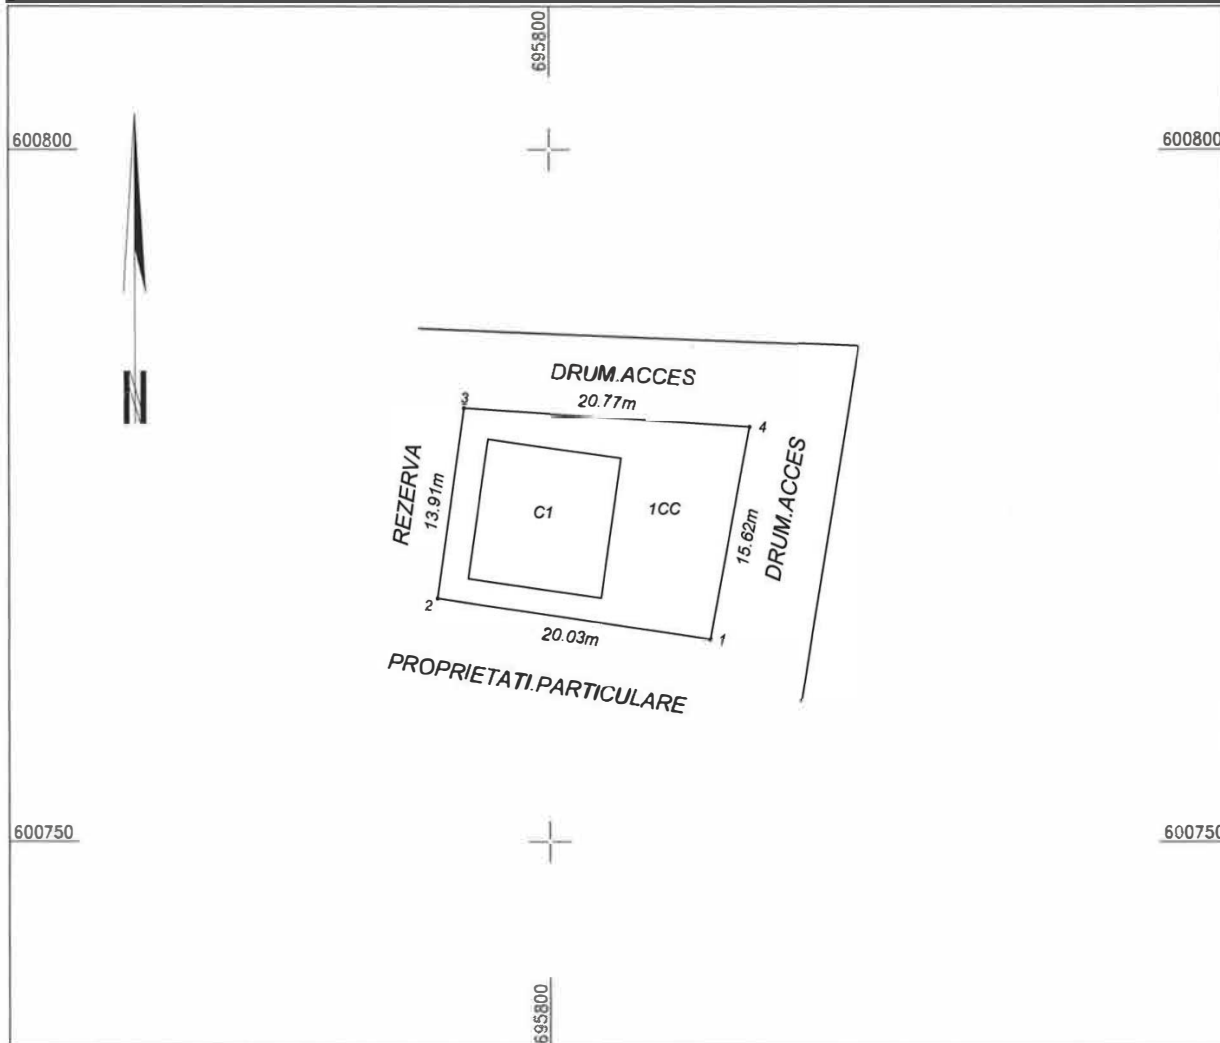 695800
600800
600800
N
DRUM.ACCES
20.77m
3
4
REZERVA
13.91m
C1
1CC
15.62m
DRUM.ACCES
2
20.03m
1
PROPRIETATI.PARTICULARE
600750
600750
695800